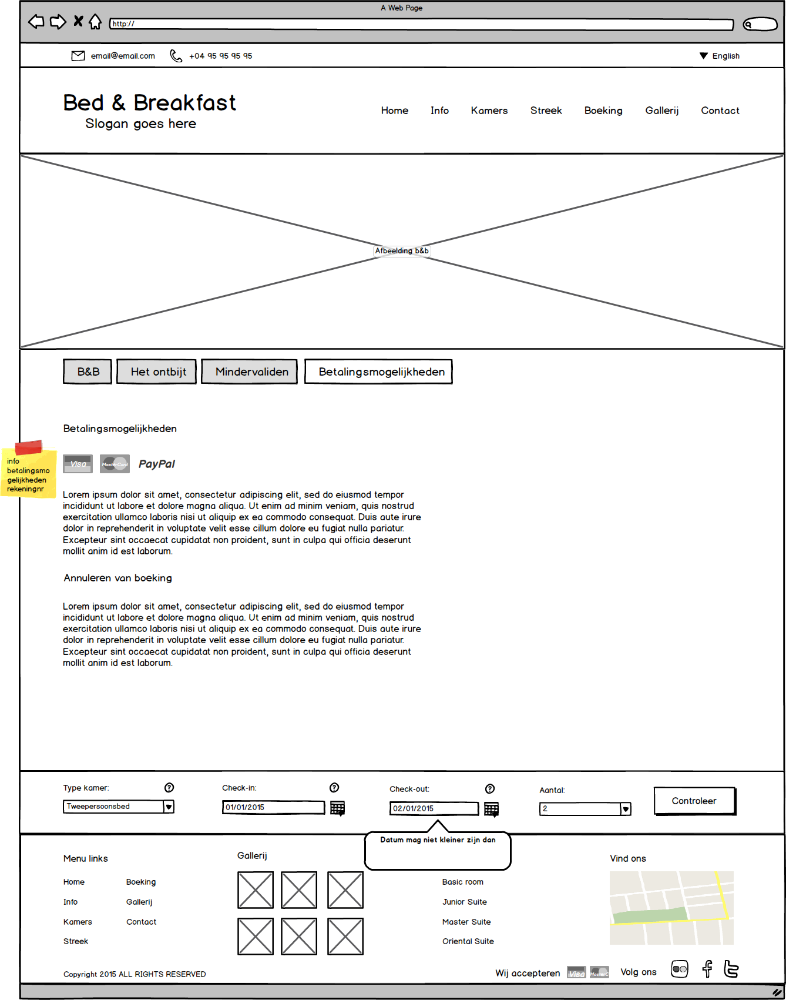 A Web Page
http://
email@email.com
+04 95 95 95 95
English
Bed & Breakfast
Slogan goes here
Home Info Kamers Streek Boeking Gallerij Contact
Afbeelding b&b
B&B Het ontbijt Mindervaliden Betalingsmogelijkheden
Betalingsmogelijkheden
info
betalingsmo
gelijkheden
rekeningnr
Visa MasterCard PayPal
Lorem ipsum dolor sit amet, consectetur adipiscing elit, sed do eiusmod tempor
incididunt ut labore et dolore magna aliqua. Ut enim ad minim veniam, quis nostrud
exercitation ullamco laboris nisi ut aliquip ex ea commodo consequat. Duis aute irure
dolor in reprehenderit in voluptate velit esse cillum dolore eu fugiat nulla pariatur.
Excepteur sint occaecat cupidatat non proident, sunt in culpa qui officia deserunt
mollit anim id est laborum.
Annuleren van boeking
Lorem ipsum dolor sit amet, consectetur adipiscing elit, sed do eiusmod tempor
incididunt ut labore et dolore magna aliqua. Ut enim ad minim veniam, quis nostrud
exercitation ullamco laboris nisi ut aliquip ex ea commodo consequat. Duis aute irure
dolor in reprehenderit in voluptate velit esse cillum dolore eu fugiat nulla pariatur.
Excepteur sint occaecat cupidatat non proident, sunt in culpa qui officia deserunt
mollit anim id est laborum.
Type kamer: ?
Tweepersoonsbed
Check-in: ?
01/01/2015
Check-out: ?
02/01/2015
Aantal:
2
Controleer
Datum mag niet kleiner zijn dan
Menu links
Home Boeking
Info Gallerij
Kamers Contact
Streek
Gallerij
Basic room
Junior Suite
Master Suite
Oriental Suite
Vind ons
Copyright 2015 ALL RIGHTS RESERVED
Wij accepteren Visa MasterC Volg ons